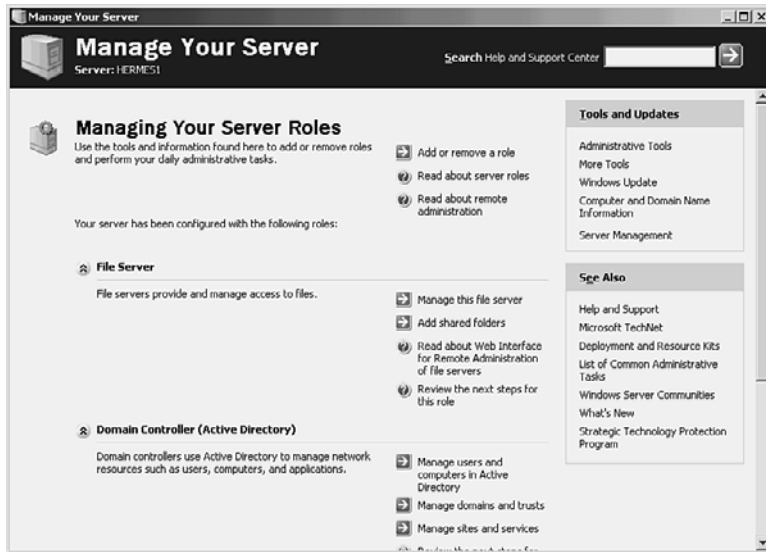 Manage Your Server
Manage Your Server
Server: HERMES1
Search Help and Support Center
Managing Your Server Roles
Use the tools and information found here to add or remove roles
and perform your daily administrative tasks.
Add or remove a role
Read about server roles
Read about remote
administration
Your server has been configured with the following roles:
File Server
File servers provide and manage access to files.
Manage this file server
Add shared folders
Read about Web Interface
for Remote Administration
of file servers
Review the next steps for
this role
Domain Controller (Active Directory)
Domain controllers use Active Directory to manage network
resources such as users, computers, and applications.
Manage users and
computers in Active
Directory
Manage domains and trusts
Manage sites and services
Review the next steps for
Tools and Updates
Administrative Tools
More Tools
Windows Update
Computer and Domain Name
Information
Server Management
See Also
Help and Support
Microsoft TechNet
Deployment and Resource Kits
List of Common Administrative
Tasks
Windows Server Communities
What's New
Strategic Technology Protection
Program